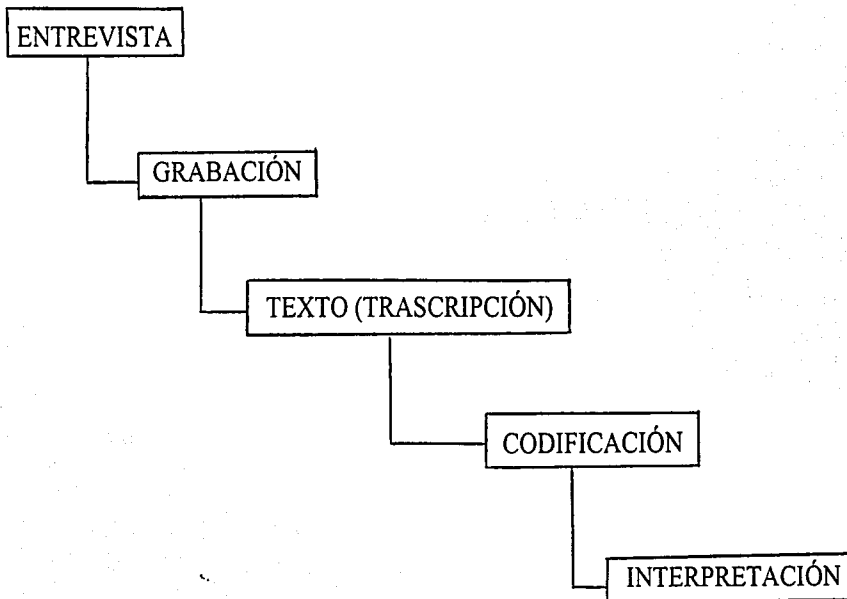 ENTREVISTA
GRABACIÓN
TEXTO (TRASCRIPCIÓN)
CODIFICACIÓN
INTERPRETACIÓN